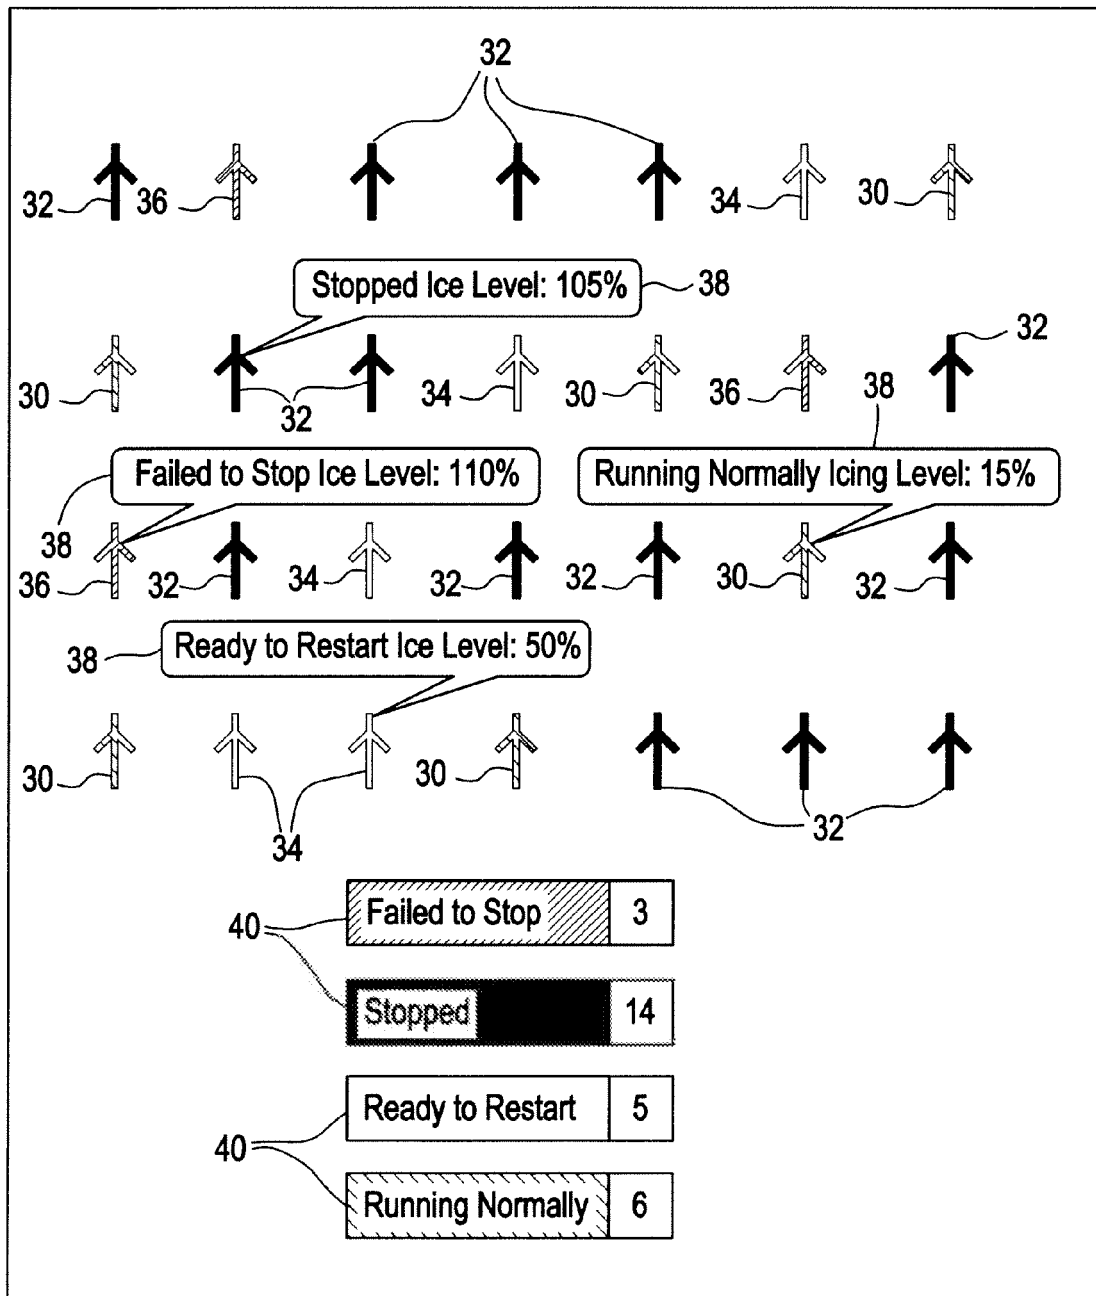 32
32 36 34 30
Stopped Ice Level: 105% 38
32
30 32 34 30 36
38
Failed to Stop Ice Level: 110% Running Normally Icing Level: 15%
38
36 32 34 32 32 30 32
38 Ready to Restart Ice Level: 50%
30 30
34 32
Failed to Stop 3
40
Stopped 14
Ready to Restart 5
40
Running Normally 6